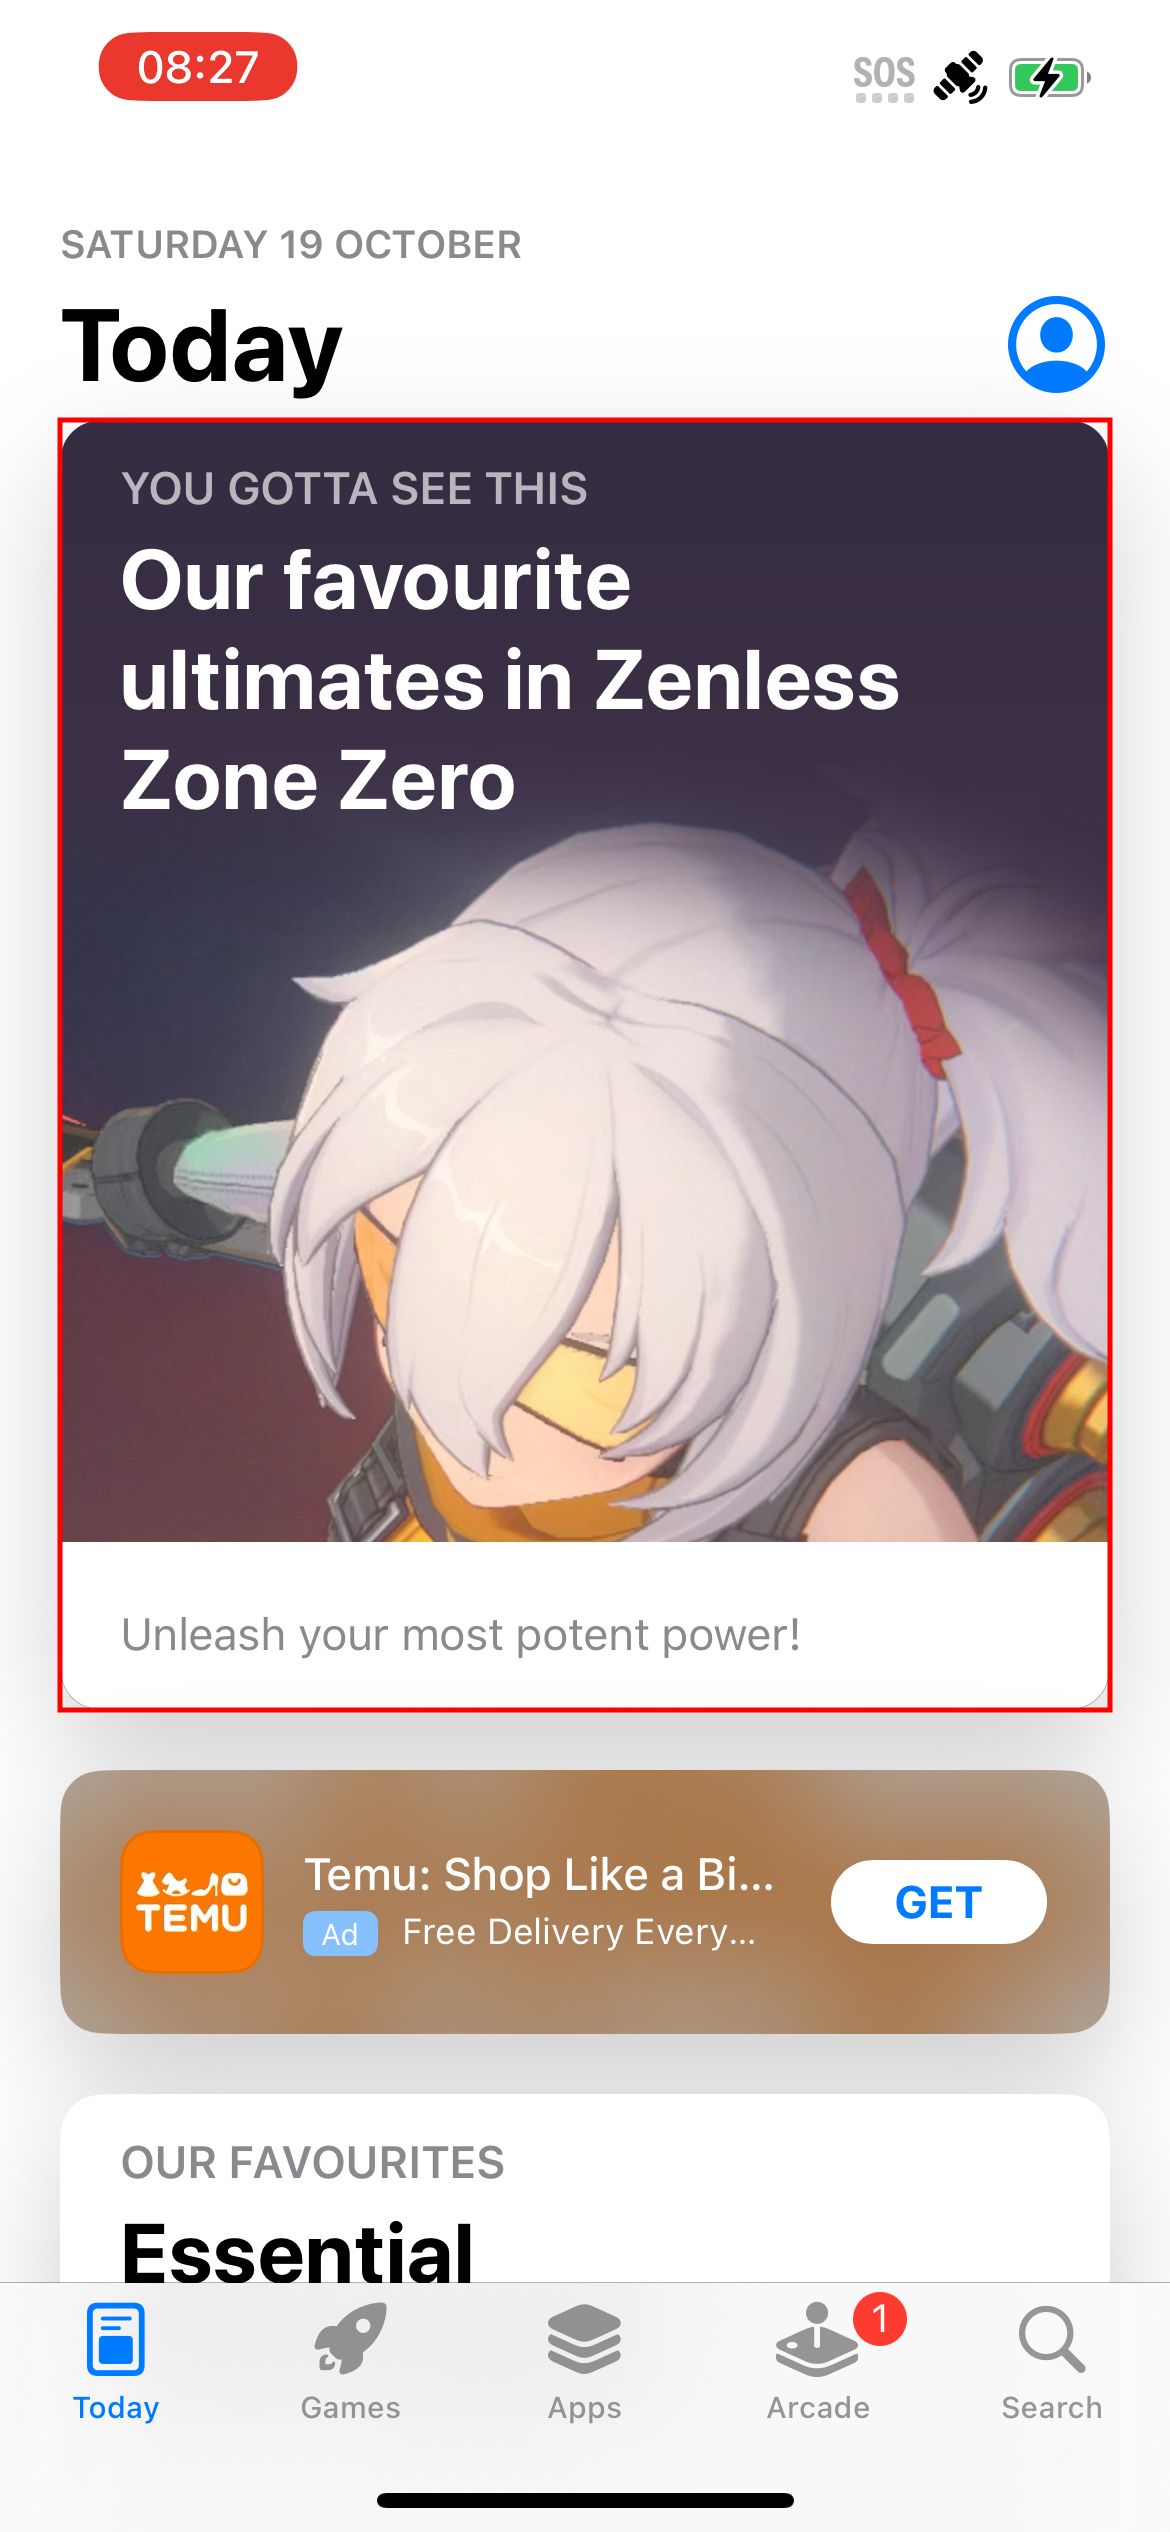 08:27
SOS
SATURDAY 19 OCTOBER
Today
YOU GOTTA SEE THIS
Our favourite
ultimates in Zenless
Zone Zero
Unleash your most potent power!
TEMU
Temu: Shop Like a Bi...
Ad Free Delivery Every...
GET
OUR FAVOURITES
Essential
1
Today Games Apps Arcade Search